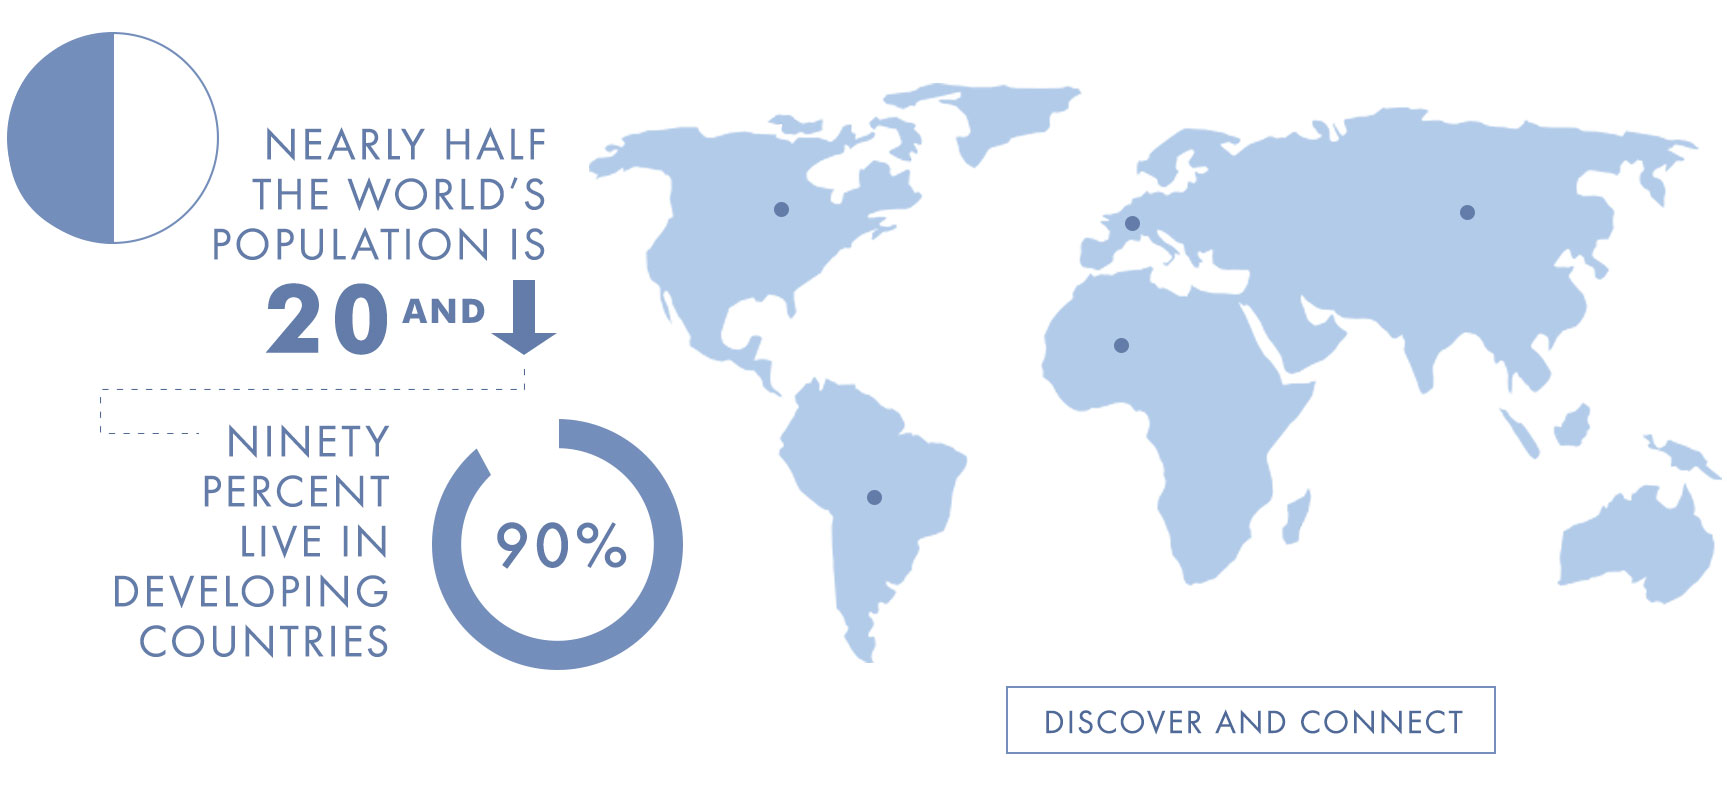 NEARLY HALF
THE WORLD'S
POPULATION IS
20 AND
NINETY
PERCENT
LIVE IN
DEVELOPING
COUNTRIES
90%
DISCOVER AND CONNECT